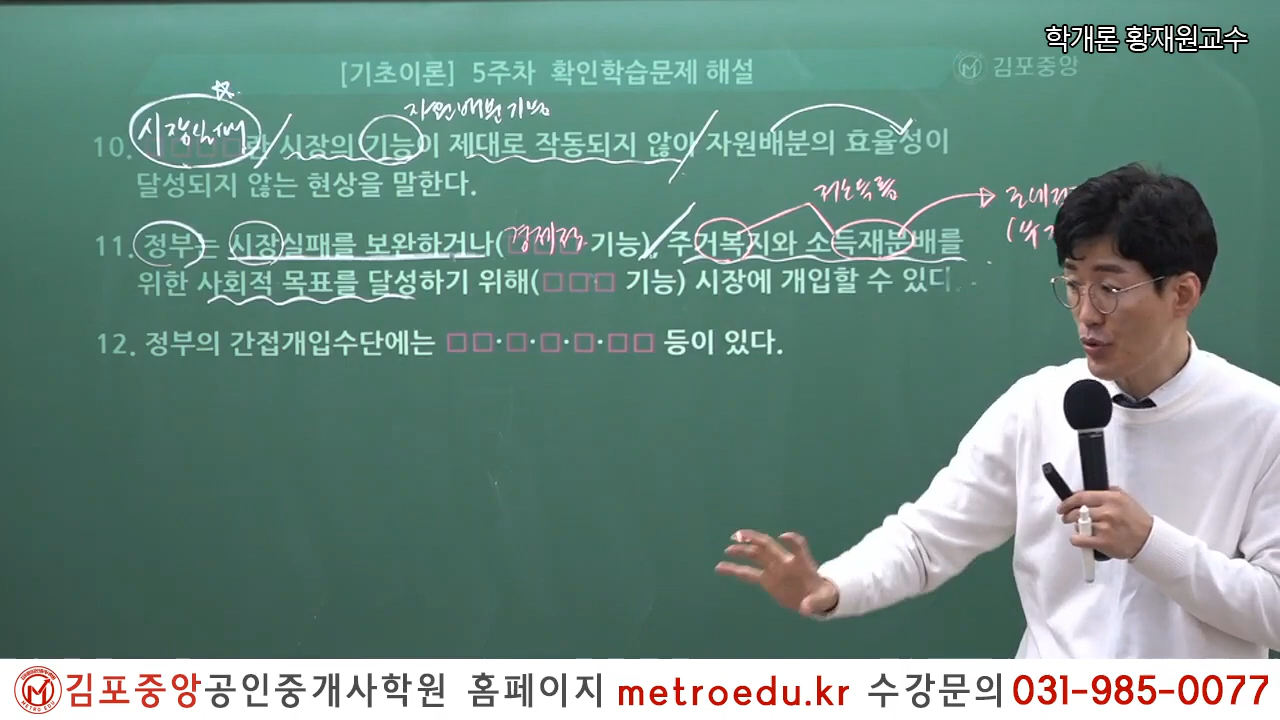 학개론 황재원교수
[기초이론] 5주차 확인학습문제 해설
김포중앙
자원배분기능
10. 시장실패란 시장의 기능이 제대로 작동되지 않아 자원배분의 효율성이
달성되지 않는 현상을 말한다.
저소득층
11. 정부는 시장실패를 보완하거나(경제적 기능), 주거복지와 소득재분배를
위한 사회적 목표를 달성하기 위해(□□□ 기능) 시장에 개입할 수 있다.
12. 정부의 간접개입수단에는 □□·□·□·□·□□ 등이 있다.
METRO EDU
김포중앙공인중개사학원 홈페이지 metroedu.kr 수강문의 031-985-0077